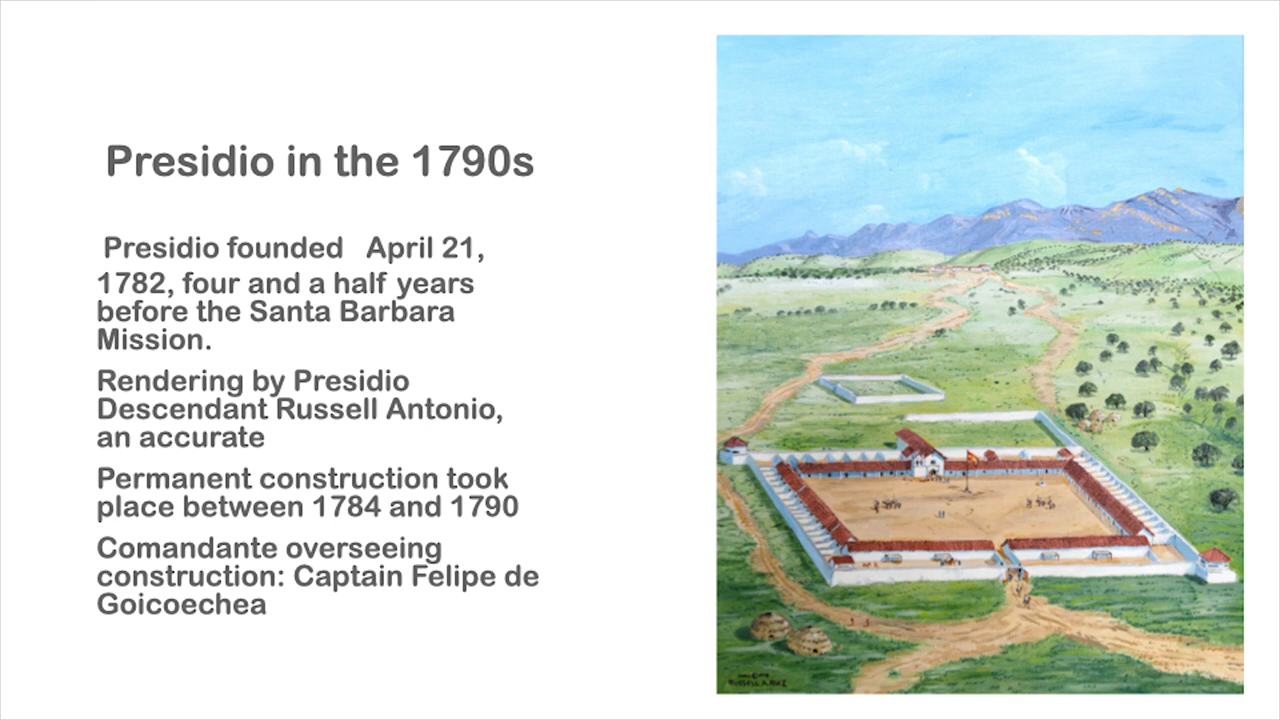 Presidio in the 1790s
Presidio founded April 21,
1782, four and a half years
before the Santa Barbara
Mission.
Rendering by Presidio
Descendant Russell Antonio,
an accurate
Permanent construction took
place between 1784 and 1790
Comandante overseeing
construction: Captain Felipe de
Goicoechea
RUSSELL A. RUIZ